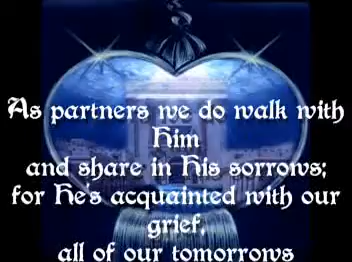 As partners we do walk with
Him
and share in His sorrows;
for He's acquainted with our
grief,
all of our tomorrows